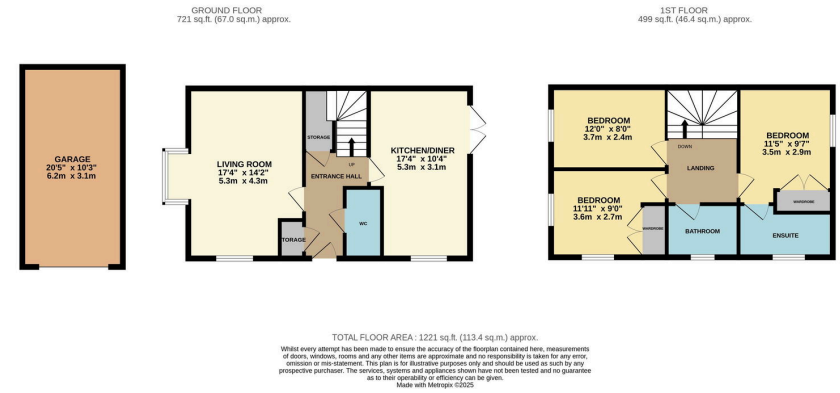 GROUND FLOOR
721 sq.ft. (67.0 sq.m.) approx.
1ST FLOOR
499 sq.ft. (46.4 sq.m.) approx.
GARAGE
20'5" x 10'3"
6.2m x 3.1m
LIVING ROOM
17'4" x 14'2"
5.3m x 4.3m
STORAGE
UP
ENTRANCE HALL
KITCHEN/DINER
17'4" x 10'4"
5.3m x 3.1m
WC
TORAGE
BEDROOM
12'0" x 8'0"
3.7m x 2.4m
DOWN
LANDING
BEDROOM
11'5" x 9'7"
3.5m x 2.9m
WARDROBE
BEDROOM
11'11" x 9'0"
3.6m x 2.7m
WARDROBE
BATHROOM
ENSUITE
TOTAL FLOOR AREA : 1221 sq.ft. (113.4 sq.m.) approx.
Whilst every attempt has been made to ensure the accuracy of the floorplan contained here, measurements
of doors, windows, rooms and any other items are approximate and no responsibility is taken for any error,
omission or mis-statement. This plan is for illustrative purposes only and should be used as such by any
prospective purchaser. The services, systems and appliances shown have not been tested and no guarantee
as to their operability or efficiency can be given.
Made with Metropix ©2025